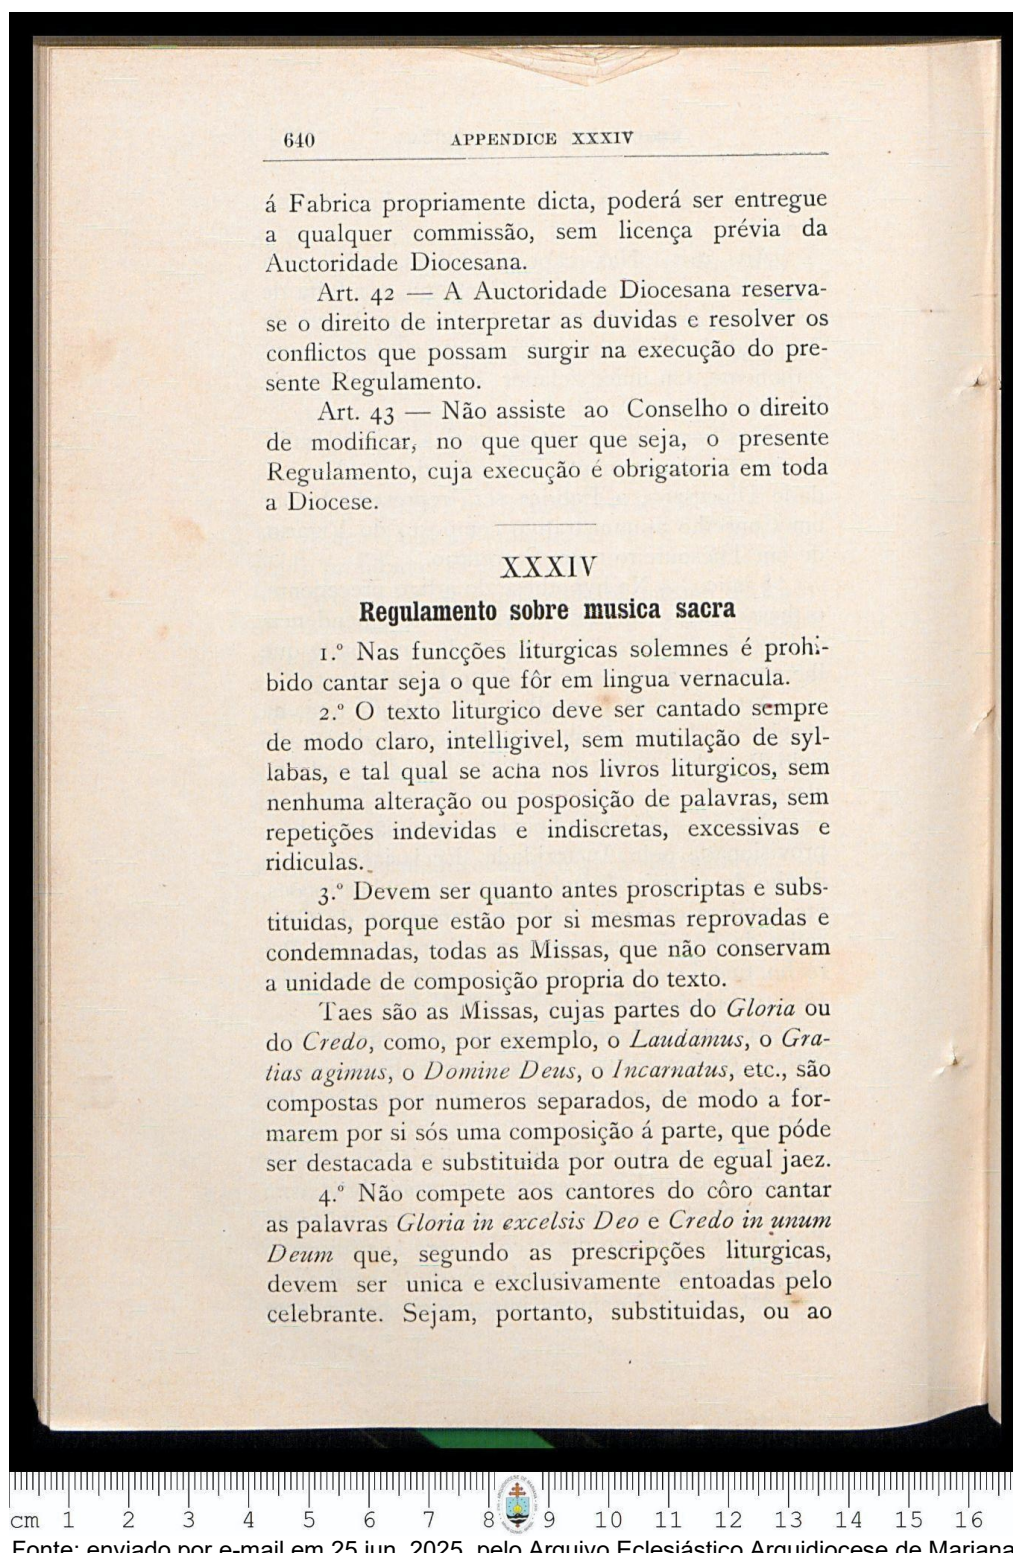 640 APPENDICE XXXIV
á Fabrica propriamente dicta, poderá ser entregue
a qualquer commissão, sem licença prévia da
Auctoridade Diocesana.
Art. 42 — A Auctoridade Diocesana reserva-
se o direito de interpretar as duvidas e resolver os
conflictos que possam surgir na execução do pre-
sente Regulamento.
Art. 43 — Não assiste ao Conselho o direito
de modificar, no que quer que seja, o presente
Regulamento, cuja execução é obrigatoria em toda
a Diocese.
XXXIV
Regulamento sobre musica sacra
1.º Nas funcções liturgicas solemnes é prohi-
bido cantar seja o que fôr em lingua vernacula.
2.º O texto liturgico deve ser cantado sempre
de modo claro, intelligivel, sem mutilação de syl-
labas, e tal qual se acha nos livros liturgicos, sem
nenhuma alteração ou posposição de palavras, sem
repetições indevidas e indiscretas, excessivas e
ridiculas.
3.º Devem ser quanto antes proscriptas e subs-
tituidas, porque estão por si mesmas reprovadas e
condemnadas, todas as Missas, que não conservam
a unidade de composição propria do texto.
Taes são as Missas, cujas partes do Gloria ou
do Credo, como, por exemplo, o Laudamus, o Gra-
tias agimus, o Domine Deus, o Incarnatus, etc., são
compostas por numeros separados, de modo a for-
marem por si sós uma composição á parte, que póde
ser destacada e substituida por outra de egual jaez.
4.º Não compete aos cantores do côro cantar
as palavras Gloria in excelsis Deo e Credo in unum
Deum que, segundo as prescripções liturgicas,
devem ser unica e exclusivamente entoadas pelo
celebrante. Sejam, portanto, substituidas, ou ao
cm 1 2 3 4 5 6 7 8 9 10 11 12 13 14 15 16
Fonte: enviado por e-mail em 25 jun. 2025, pelo Arquivo Eclesiástico Arquidiocese de Mariana